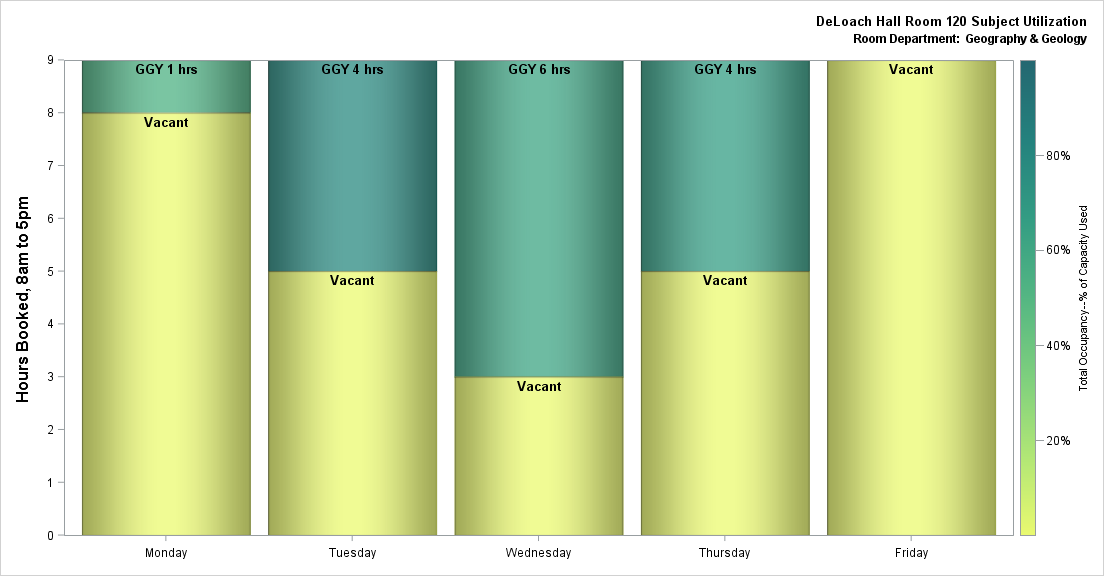 DeLoach Hall Room 120 Subject Utilization
Room Department: Geography & Geology
Hours Booked, 8am to 5pm
9
8
7
6
5
4
3
2
1
0
GGY 1 hrs
Vacant
GGY 4 hrs
Vacant
GGY 6 hrs
Vacant
GGY 4 hrs
Vacant
Vacant
Monday
Tuesday
Wednesday
Thursday
Friday
80%
60%
40%
20%
Total Occupancy--% of Capacity Used